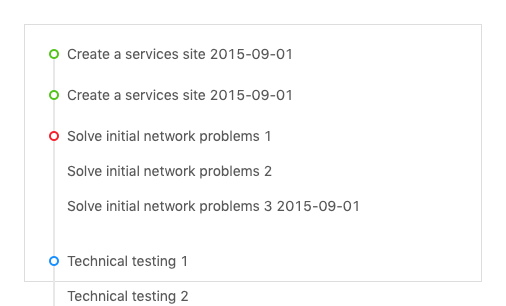 Create a services site 2015-09-01
Create a services site 2015-09-01
Solve initial network problems 1
Solve initial network problems 2
Solve initial network problems 3 2015-09-01
Technical testing 1
Technical testing 2